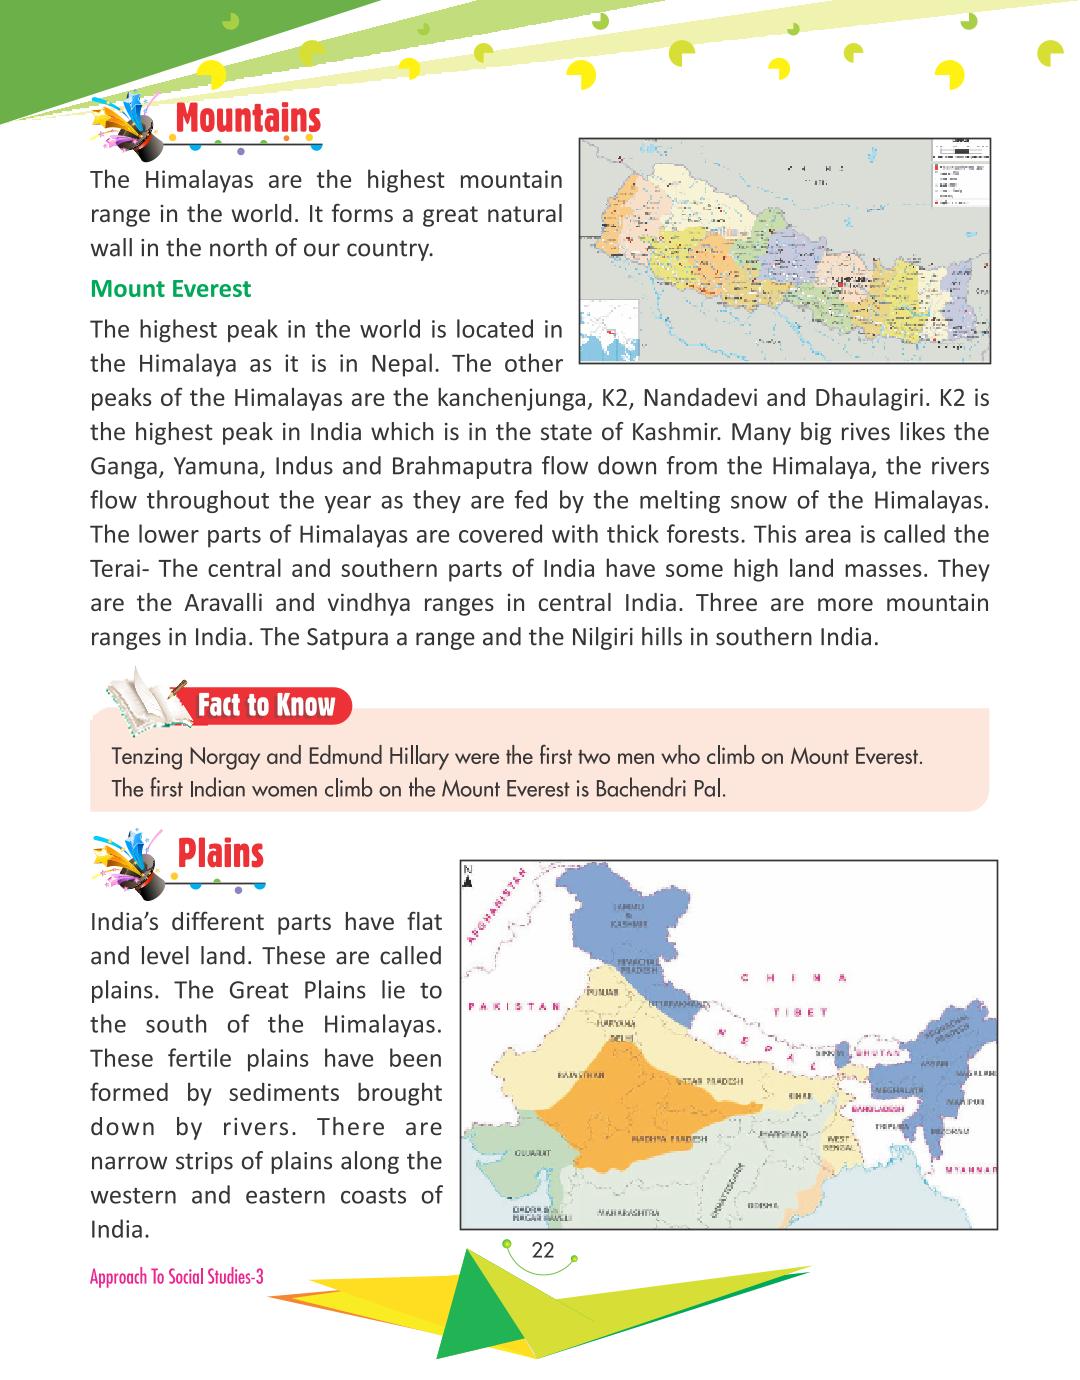 Mountains
The Himalayas are the highest mountain
range in the world. It forms a great natural
wall in the north of our country.
Mount Everest
The highest peak in the world is located in
the Himalaya as it is in Nepal. The other
peaks of the Himalayas are the kanchenjunga, K2, Nandadevi and Dhaulagiri. K2 is
the highest peak in India which is in the state of Kashmir. Many big rives likes the
Ganga, Yamuna, Indus and Brahmaputra flow down from the Himalaya, the rivers
flow throughout the year as they are fed by the melting snow of the Himalayas.
The lower parts of Himalayas are covered with thick forests. This area is called the
Terai- The central and southern parts of India have some high land masses. They
are the Aravalli and vindhya ranges in central India. Three are more mountain
ranges in India. The Satpura a range and the Nilgiri hills in southern India.
Fact to Know
Tenzing Norgay and Edmund Hillary were the first two men who climb on Mount Everest.
The first Indian women climb on the Mount Everest is Bachendri Pal.
Plains
India's different parts have flat
and level land. These are called
plains. The Great Plains lie to
the south of the Himalayas.
These fertile plains have been
formed by sediments brought
down by rivers. There are
narrow strips of plains along the
western and eastern coasts of
India.
N
AFGHANISTAN
JAMMU
&
KASHMIR
HIMACHAL
PRADESH
CHINA
PAKISTAN
PUNJAB
UTTARAKHAND
TIBET
HARYANA
DELHI
NEPAL
SIKKIM
BHUTAN
ARUNACHAL
PRADESH
ASSAM
NAGALAND
RAJASTHAN
UTTAR PRADESH
BIHAR
MEGHALAYA
MANIPUR
BANGLADESH
TRIPURA
MIZORAM
GUJARAT
MADHYA PRADESH
JHARKHAND
WEST
BENGAL
MYANMAR
CHHATTISGARH
DADRA &
NAGAR HAVELI
MAHARASHTRA
ODISHA
22
Approach To Social Studies-3